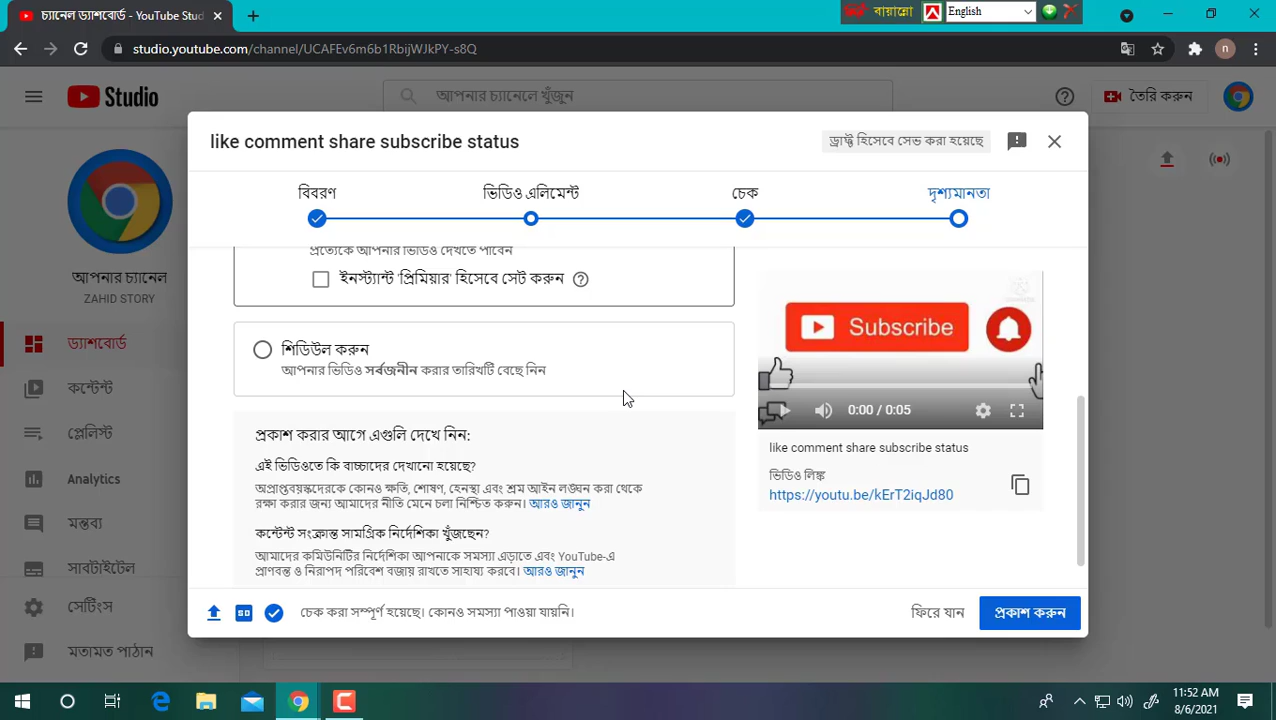 চ্যানেল ড্যাশবোর্ড - YouTube Stud
বায়ান্নো
English
studio.youtube.com/channel/UCAFEv6m6b1RbijWJkPY-s8Q
n
Studio
আপনার চ্যানেলে খুঁজুন
তৈরি করুন
like comment share subscribe status
ড্রাফ্ট হিসেবে সেভ করা হয়েছে
বিবরণ
ভিডিও এলিমেন্ট
চেক
দৃশ্যমানতা
আপনার চ্যানেল
ZAHID STORY
ড্যাশবোর্ড
কন্টেন্ট
প্লেলিস্ট
Analytics
মন্তব্য
সাবটাইটেল
সেটিংস
মতামত পাঠান
প্রত্যেকে আপনার ভিডিও দেখতে পাবেন
ইনস্ট্যান্ট 'প্রিমিয়ার' হিসেবে সেট করুন
শিডিউল করুন
আপনার ভিডিও সর্বজনীন করার তারিখটি বেছে নিন
প্রকাশ করার আগে এগুলি দেখে নিন:
এই ভিডিওতে কি বাচ্চাদের দেখানো হয়েছে?
অপ্রাপ্তবয়স্কদেরকে কোনও ক্ষতি, শোষণ, হেনস্থা এবং শ্রম আইন লঙ্ঘন করা থেকে
রক্ষা করার জন্য আমাদের নীতি মেনে চলা নিশ্চিত করুন। আরও জানুন
কন্টেন্ট সংক্রান্ত সামগ্রিক নির্দেশিকা খুঁজছেন?
আমাদের কমিউনিটির নির্দেশিকা আপনাকে সমস্যা এড়াতে এবং YouTube-এ
প্রাণবন্ত ও নিরাপদ পরিবেশ বজায় রাখতে সাহায্য করবে। আরও জানুন
Subscribe
0:00 / 0:05
like comment share subscribe status
ভিডিও লিঙ্ক
https://youtu.be/kErT2iqJd80
SD
চেক করা সম্পূর্ণ হয়েছে। কোনও সমস্যা পাওয়া যায়নি।
ফিরে যান
প্রকাশ করুন
11:52 AM
8/6/2021